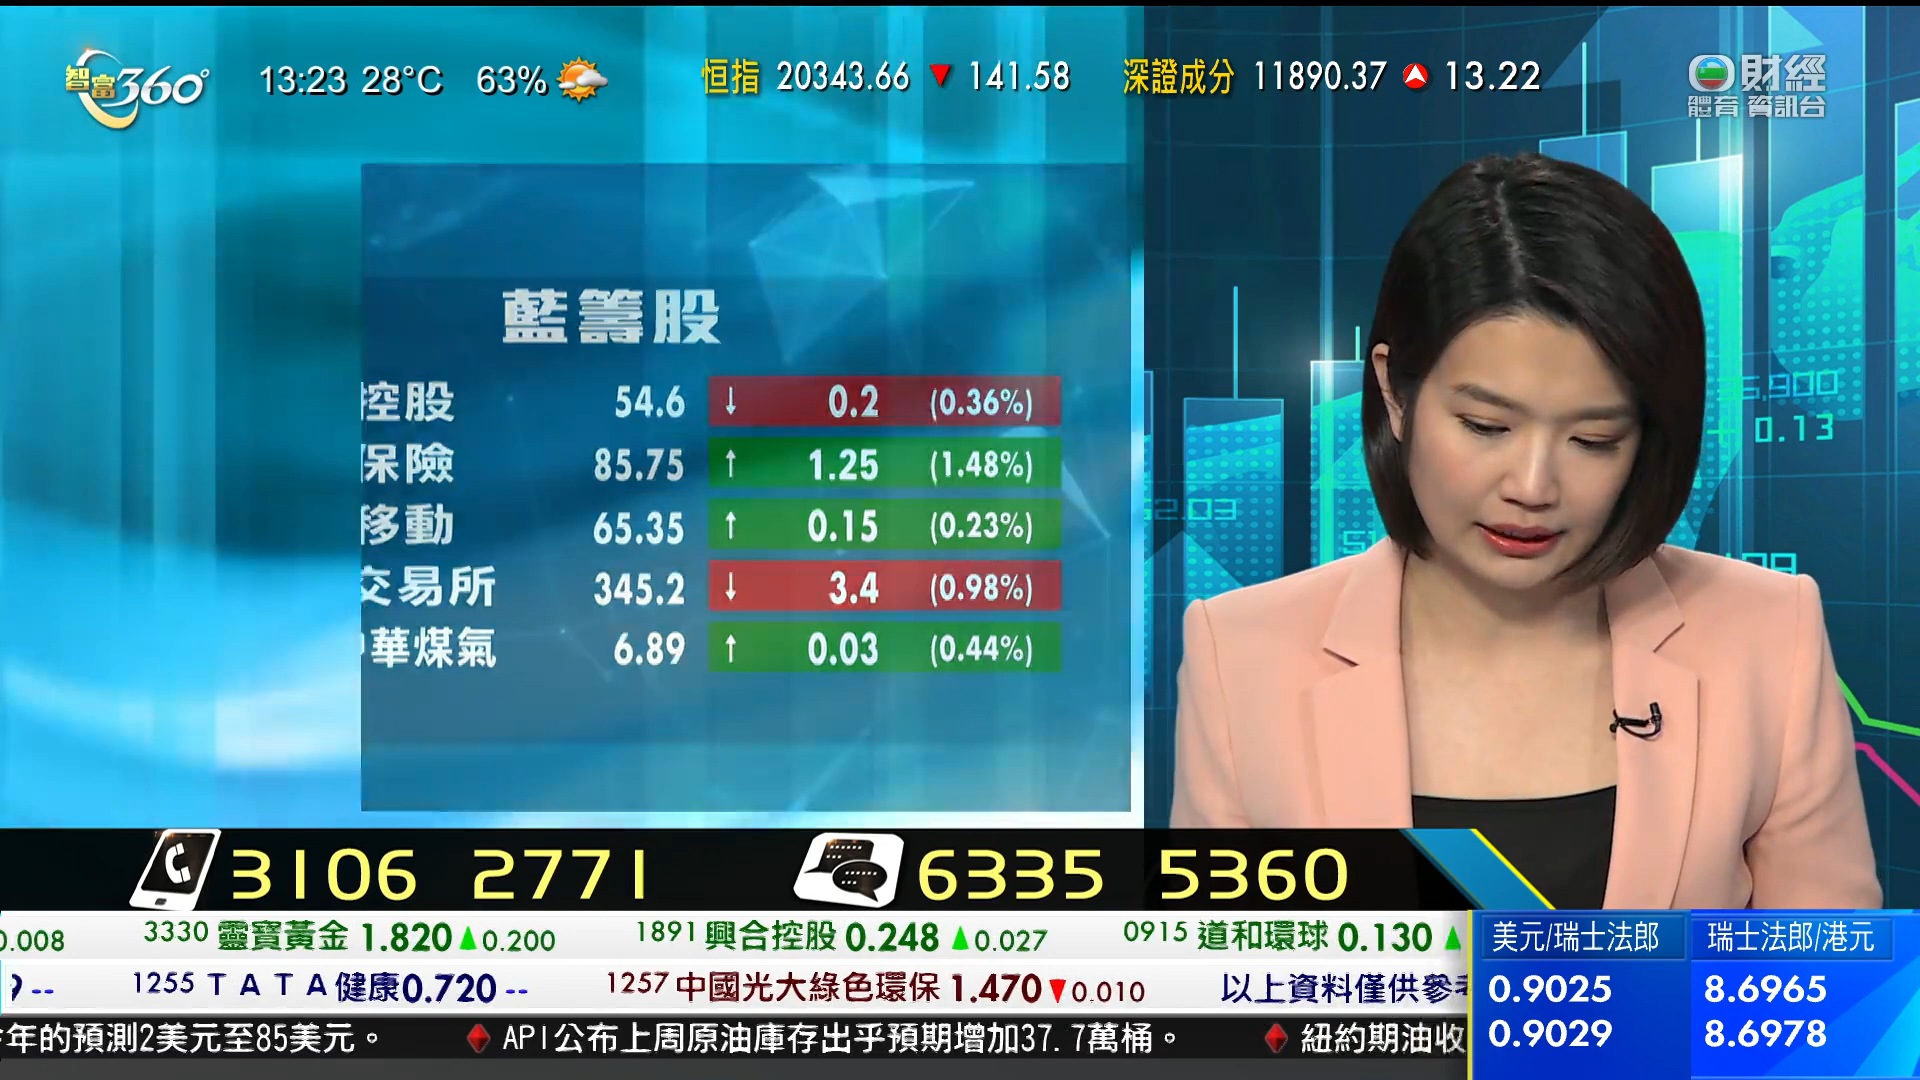 智富360°
13:23 28°C 63%
恒指 20343.66 ▼ 141.58
深證成分 11890.37 ▲ 13.22
財經
體育 資訊台
藍籌股
控股 54.6 ↓ 0.2 (0.36%)
保險 85.75 ↑ 1.25 (1.48%)
移動 65.35 ↑ 0.15 (0.23%)
交易所 345.2 ↓ 3.4 (0.98%)
中華煤氣 6.89 ↑ 0.03 (0.44%)
0.13
3106 2771
6335 5360
0.008 3330 靈寶黃金 1.820 ▲ 0.200 1891 興合控股 0.248 ▲ 0.027 0915 道和環球 0.130 ▲
9 -- 1255 TATA健康 0.720 -- 1257 中國光大綠色環保 1.470 ▼ 0.010 以上資料僅供參考
年的預測2美元至85美元。 ◆ API公布上周原油庫存出乎預期增加37.7萬桶。 ◆ 紐約期油收
美元/瑞士法郎
0.9025
0.9029
瑞士法郎/港元
8.6965
8.6978